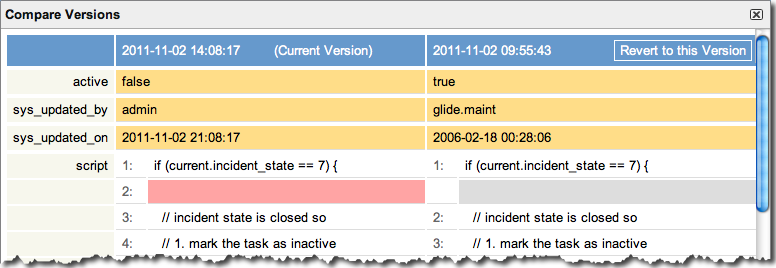 Compare Versions
2011-11-02 14:08:17 (Current Version) 2011-11-02 09:55:43 Revert to this Version
active false true
sys_updated_by admin glide.maint
sys_updated_on 2011-11-02 21:08:17 2006-02-18 00:28:06
script 1: if (current.incident_state == 7) { 1: if (current.incident_state == 7) {
2:
3: // incident state is closed so 2: // incident state is closed so
4: // 1. mark the task as inactive 3: // 1. mark the task as inactive